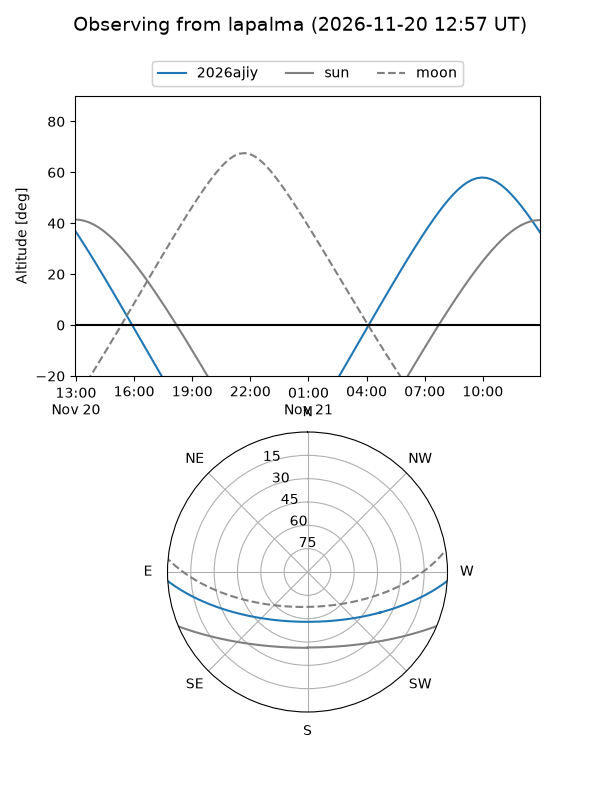 Observing from lapalma (2026-11-20 12:57 UT)
2026ajiy sun moon
Altitude [deg]
80
60
40
20
0
−20
13:00 16:00 19:00 22:00 01:00 04:00 07:00 10:00
Nov 20 Nov 21
N
NE NW
15
30
45
60
75
E W
SE SW
S